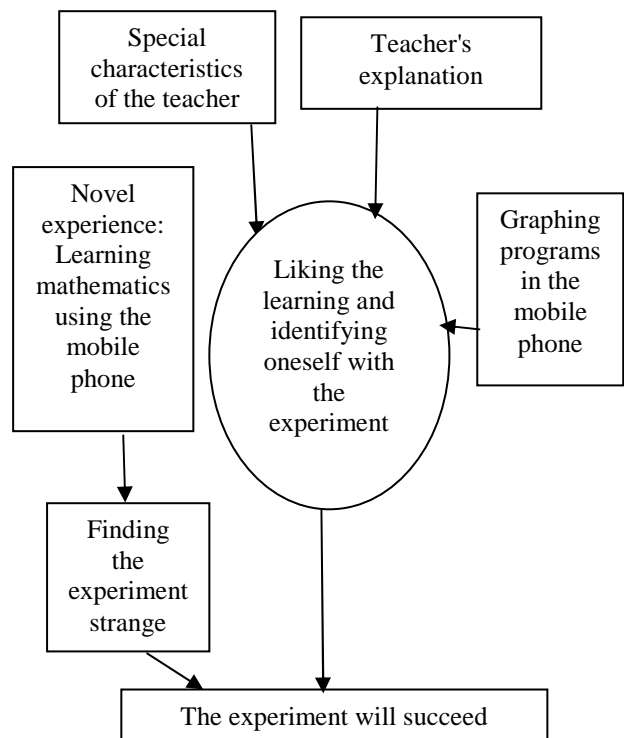 Special
characteristics
of the teacher
Teacher's
explanation
Novel
experience:
Learning
mathematics
using the
mobile
phone
Liking the
learning and
identifying
oneself with
the
experiment
Graphing
programs
in the
mobile
phone
Finding
the
experiment
strange
The experiment will succeed